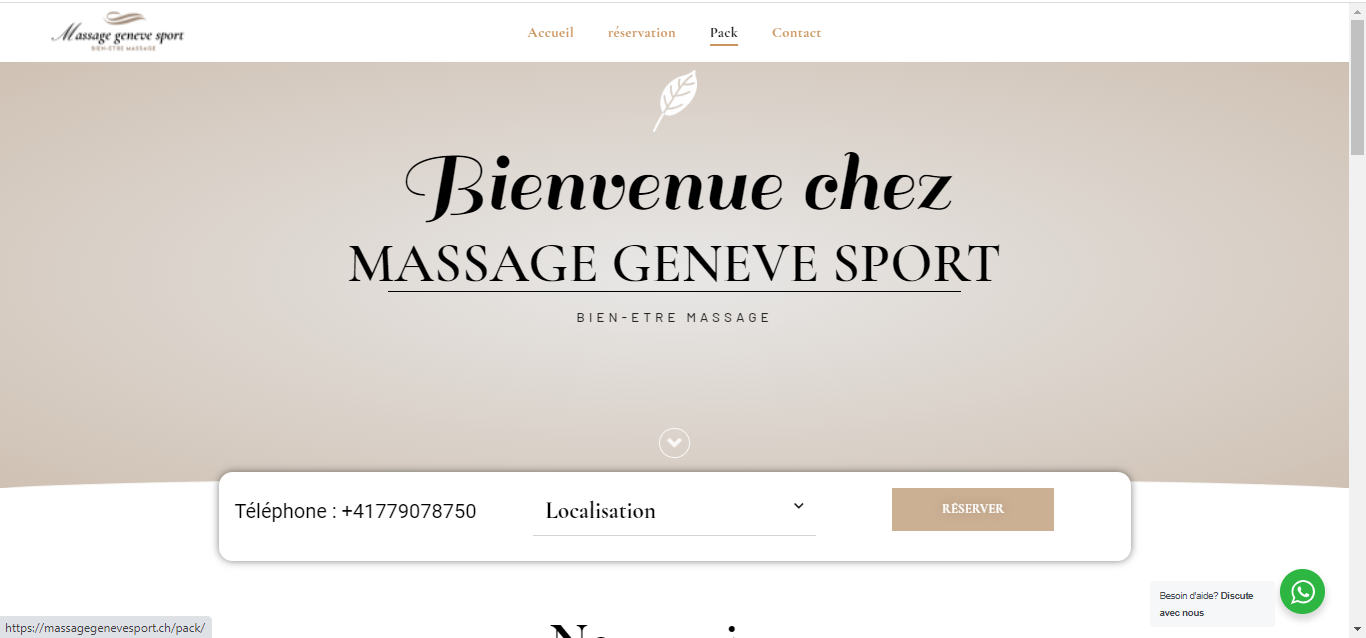 Massage geneve sport
BIEN-ETRE MASSAGE
Accueil
réservation
Pack
Contact
Bienvenue chez
MASSAGE GENEVE SPORT
BIEN-ETRE MASSAGE
Téléphone : +41779078750
Localisation
RÉSERVER
Besoin d'aide? Discute
avec nous
https://massagegenevesport.ch/pack/